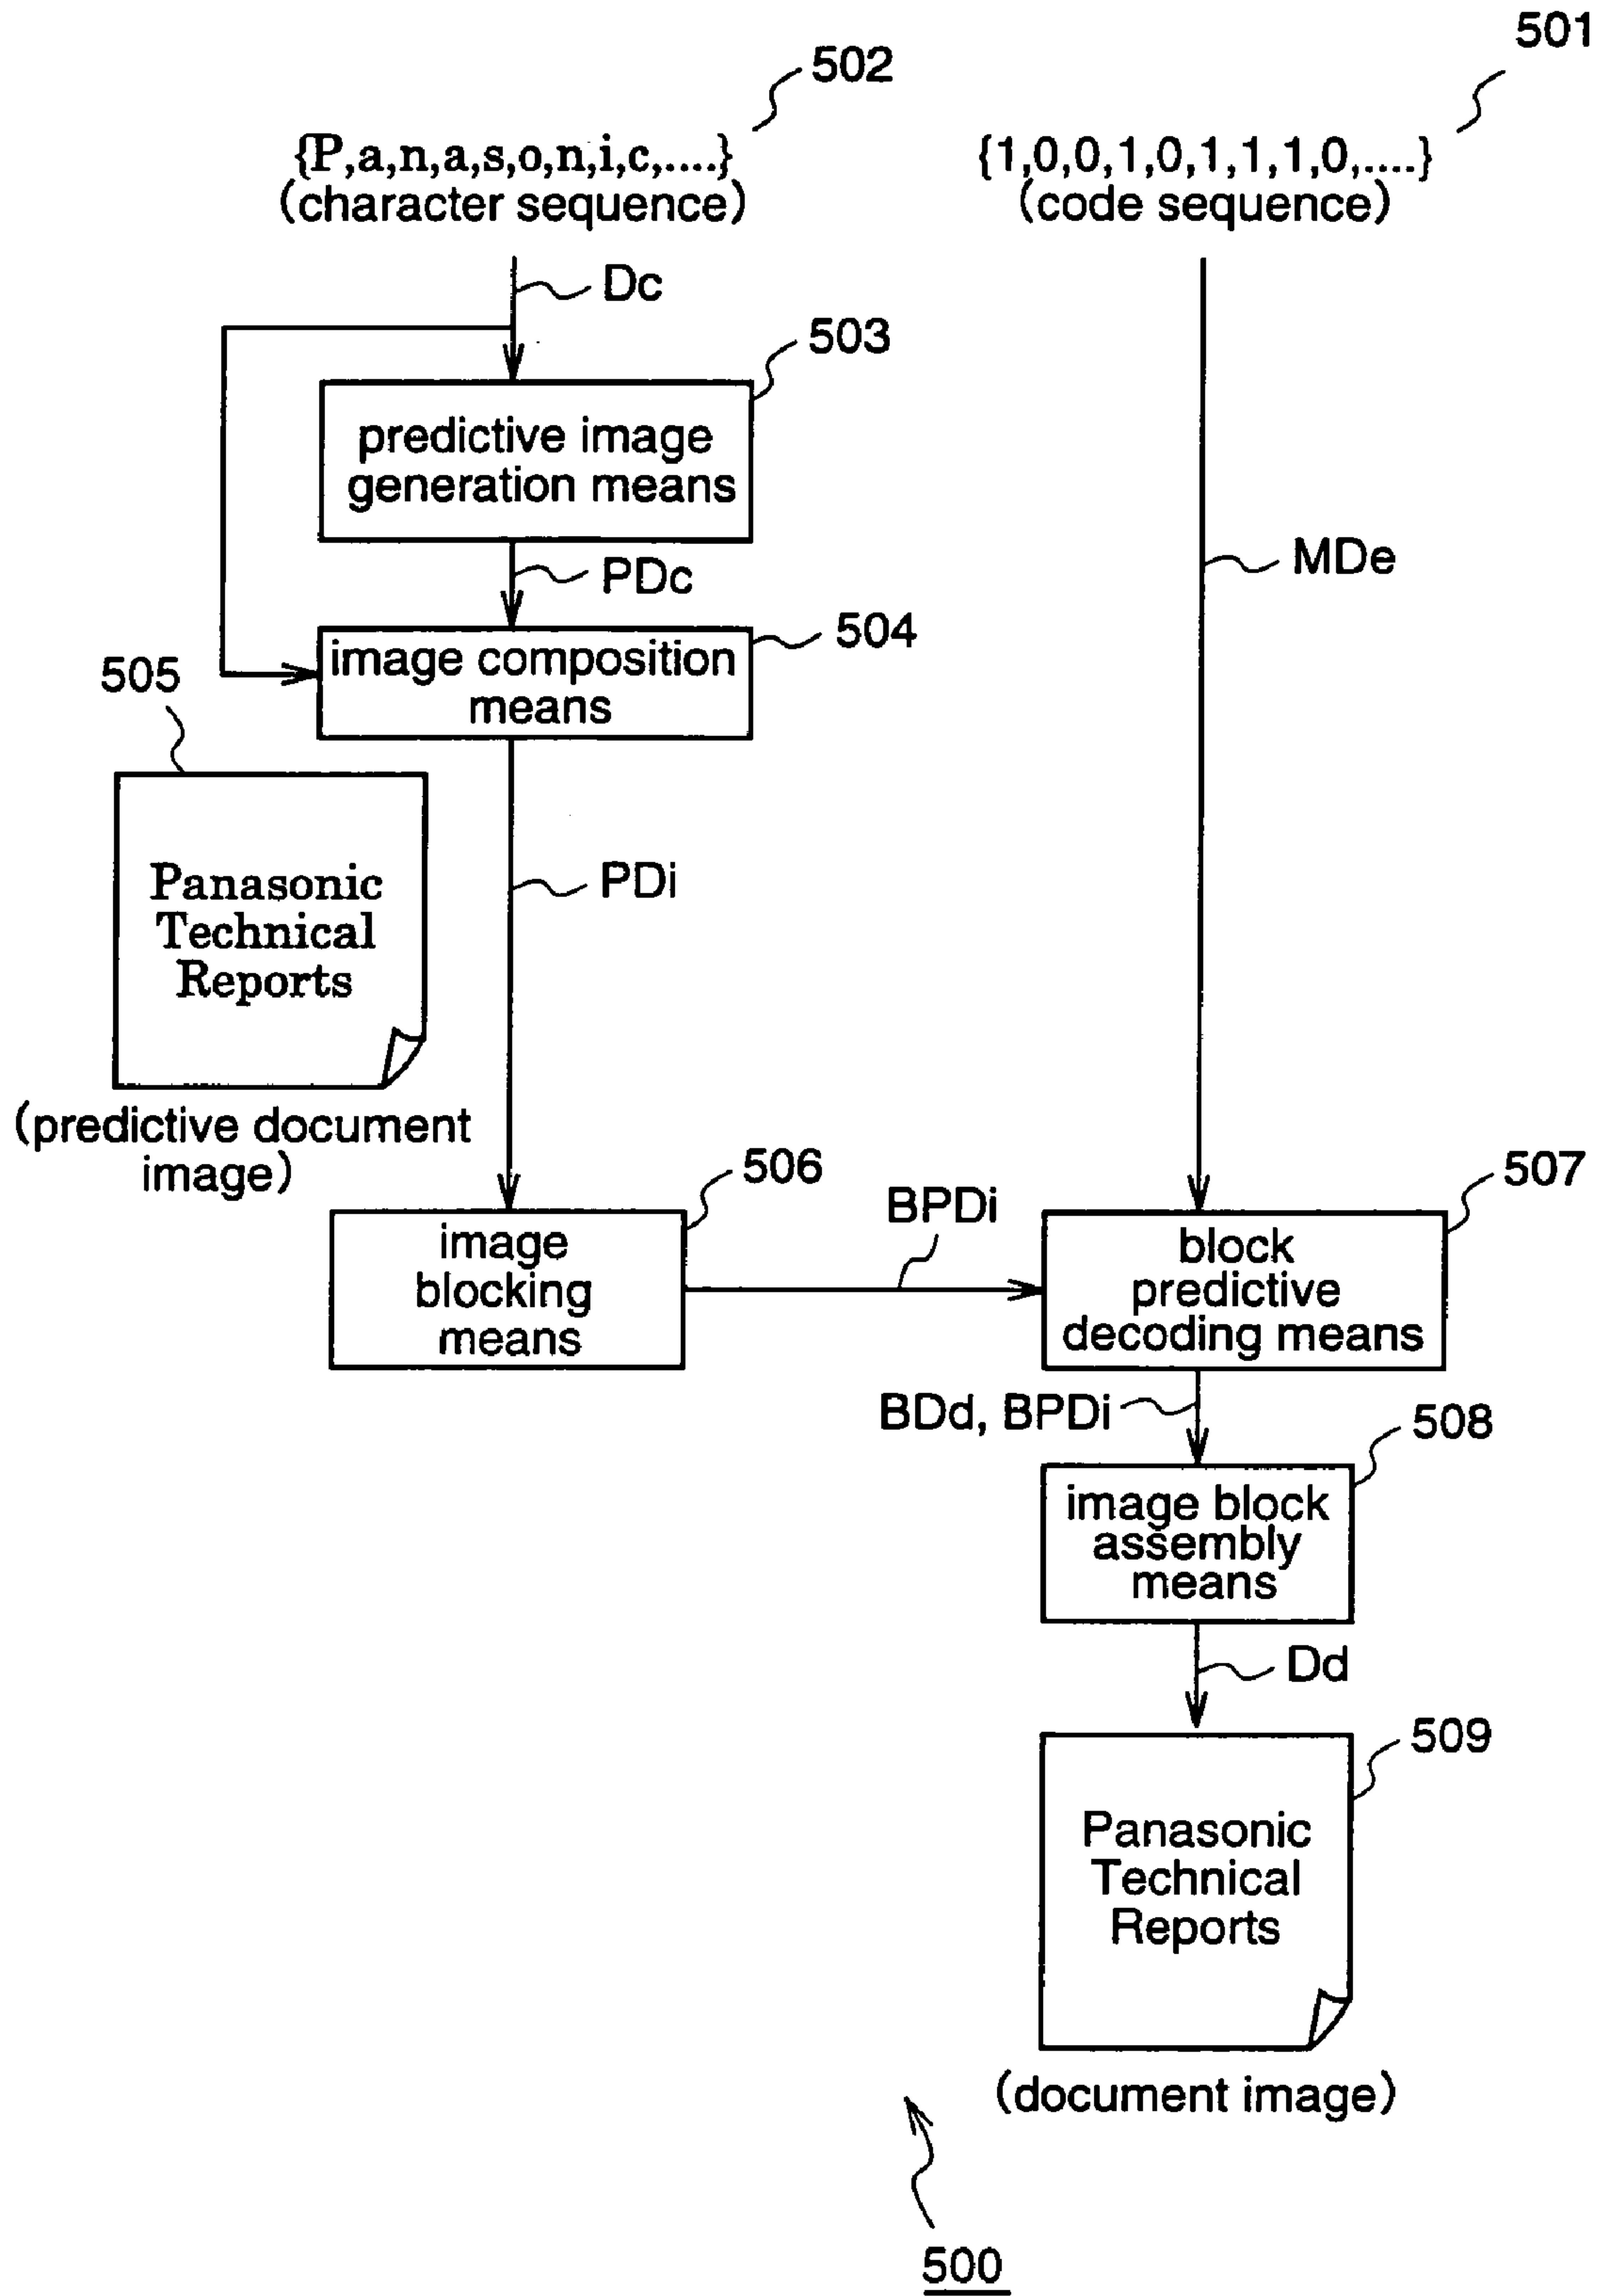 501
502
{P,a,n,a,s,o,n,i,c,....}
(character sequence)
{1,0,0,1,0,1,1,1,0,....}
(code sequence)
Dc
503
predictive image
generation means
PDc
MDe
504
image composition
means
505
Panasonic
Technical
Reports
PDi
(predictive document
image)
506
image
blocking
means
BPDi
507
block
predictive
decoding means
BDd, BPDi
508
image block
assembly
means
Dd
509
Panasonic
Technical
Reports
(document image)
500